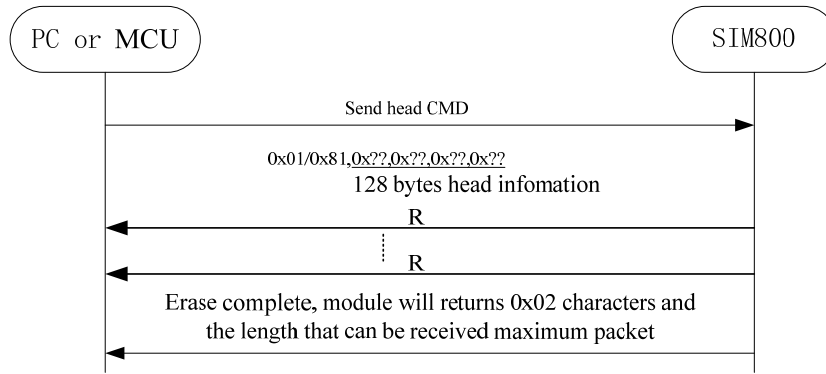 PC or MCU
SIM800
Send head CMD
0x01/0x81,0x??,0x??,0x??,0x??
128 bytes head infomation
R
R
Erase complete, module will returns 0x02 characters and
the length that can be received maximum packet